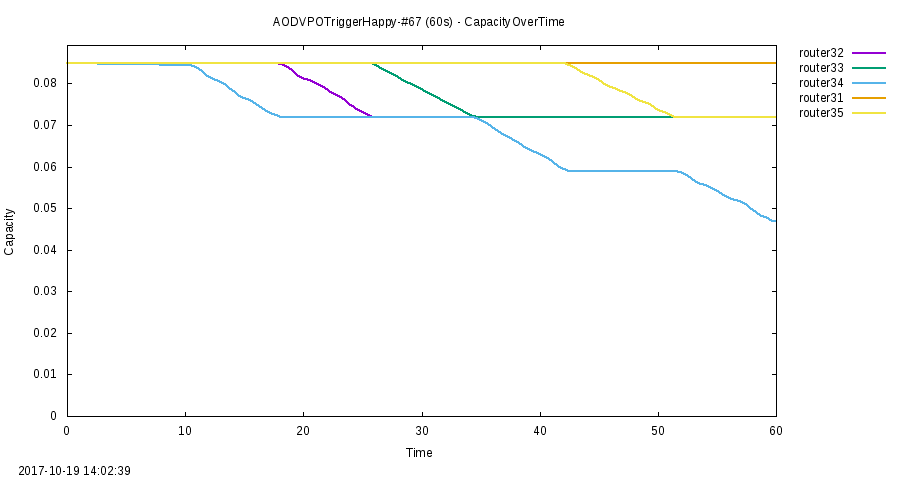 AODVPOTriggerHappy-#67 (60s) - CapacityOverTime
router32
router33
router34
router31
router35
0.08
0.07
0.06
0.05
0.04
0.03
0.02
0.01
0
Capacity
0 10 20 30 40 50 60
Time
2017-10-19 14:02:39